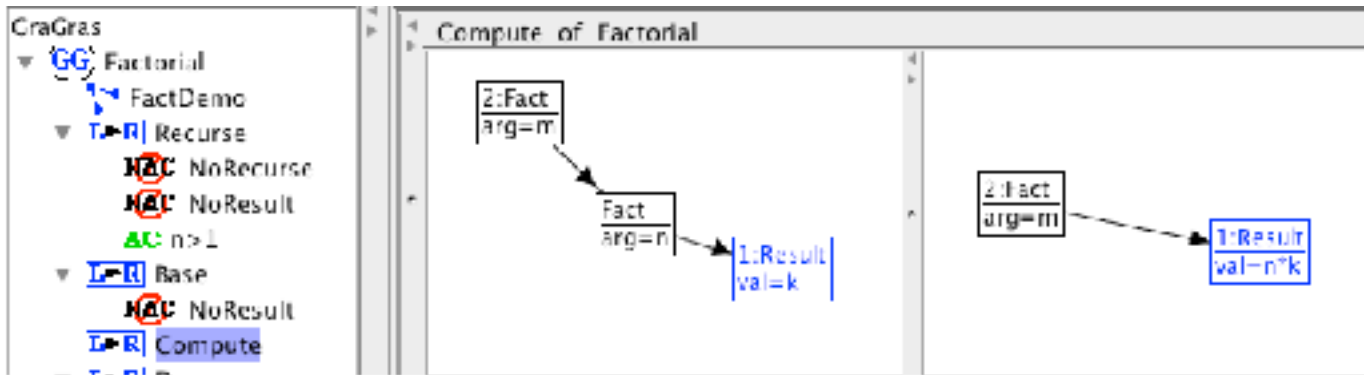 GraGras
GG Factorial
FactDemo
L R Recurse
NAC NoRecurse
NAC NoResult
AC n>1
L R Base
NAC NoResult
L R Compute
Compute of Factorial
2:Fact
arg=m
Fact
arg=n
1:Result
val=k
2:Fact
arg=m
1:Result
val=n*k